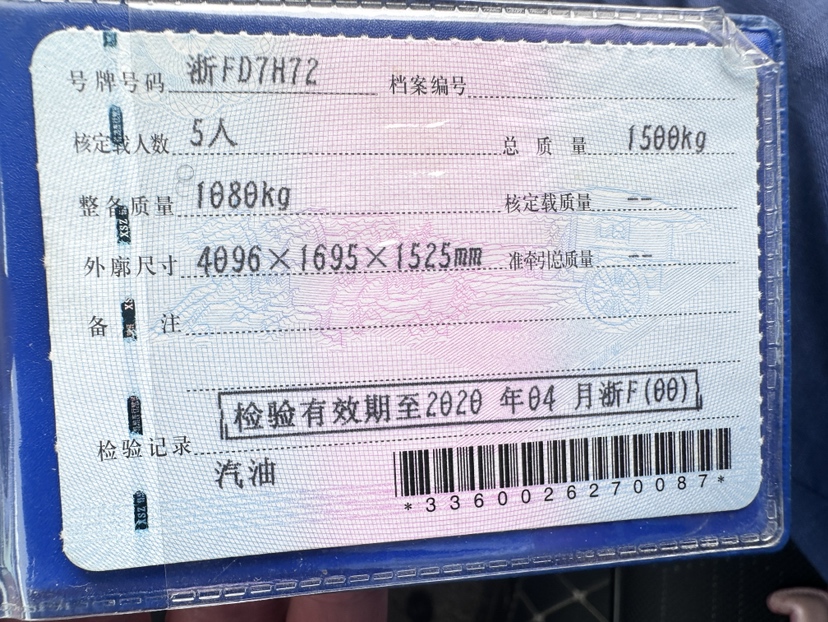 号牌号码 浙FD7H72 档案编号
核定载人数 5人 总质量 1500kg
整备质量 1080kg 核定载质量 --
外廓尺寸 4096×1695×1525mm 准牵引总质量 --
备注
检验有效期至2020 年04 月浙F(00)
检验记录
汽油
*3360026270087*